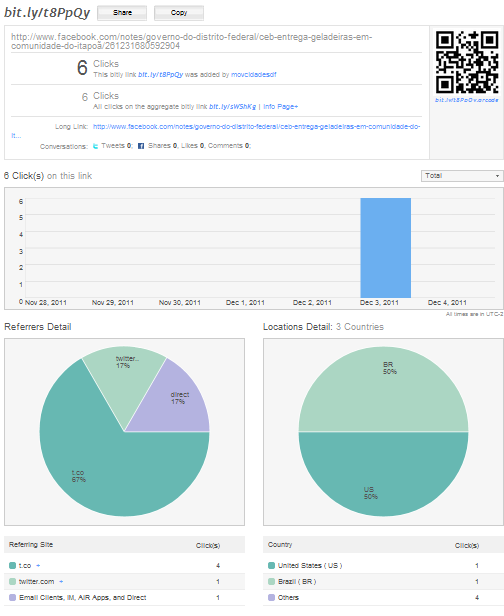 bit.ly/t8PpQy Share Copy
http://www.facebook.com/notes/governo-do-distrito-federal/ceb-entrega-geladeiras-em-
comunidade-do-itapoã/261231680592904
6 Clicks
This bitly link bit.ly/t8PpQy was added by movcidadesdf
6 Clicks
All clicks on the aggregate bitly link bit.ly/sWShKg | Info Page+
Long Link: http://www.facebook.com/notes/governo-do-distrito-federal/ceb-entrega-geladeiras-em-comunidade-do-
it...
Conversations: Tweets 0; Shares 0, Likes 0, Comments 0;
bit.ly/t8PpQy.qrcode
6 Click(s) on this link
Total
6
5
4
3
2
1
0
Nov 28, 2011 Nov 29, 2011 Nov 30, 2011 Dec 1, 2011 Dec 2, 2011 Dec 3, 2011 Dec 4, 2011
All times are in UTC-3
Referrers Detail
twitter...
17%
direct
17%
t.co
67%
Locations Detail: 3 Countries
BR
50%
US
50%
Referring Site Click(s)
t.co + 4
twitter.com + 1
Email Clients, IM, AIR Apps, and Direct 1
Country Click(s)
United States ( US ) 1
Brazil ( BR ) 1
Others 4